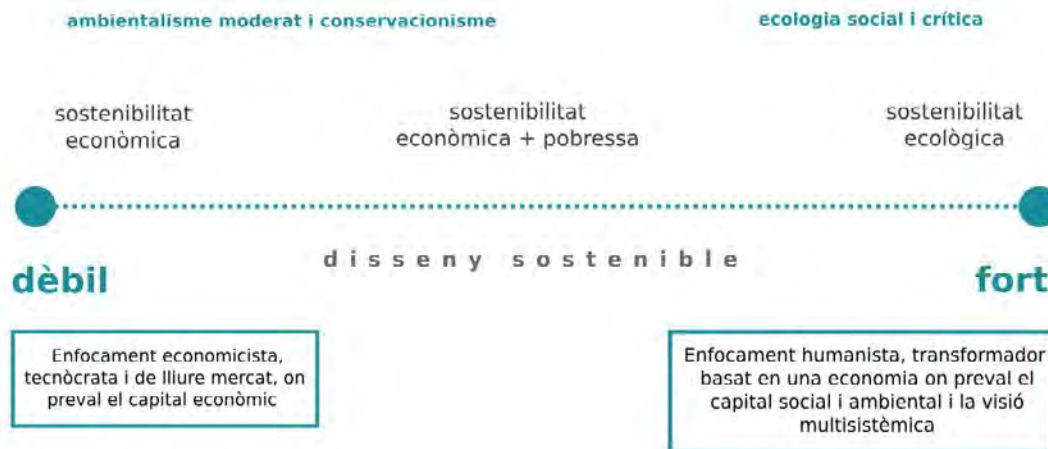 ambientalisme moderat i conservacionisme
ecologia social i crítica
sostenibilitat
econòmica
sostenibilitat
econòmica + pobressa
sostenibilitat
ecològica
disseny sostenible
dèbil
fort
Enfocament economicista,
tecnòcrata i de lliure mercat, on
preval el capital econòmic
Enfocament humanista, transformador
basat en una economia on preval el
capital social i ambiental i la visió
multisistèmica